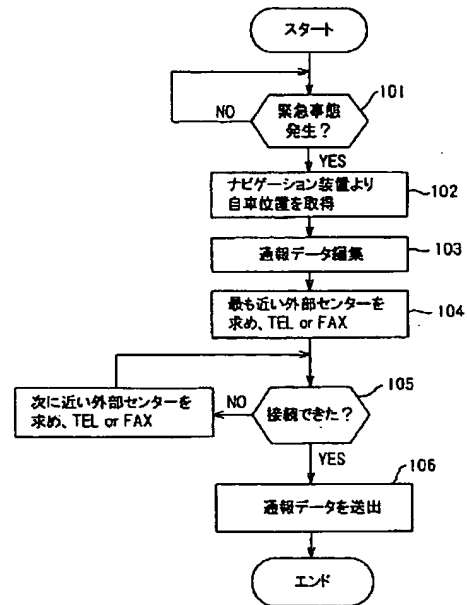 スタート
101
緊急事態
発生?
NO
YES
ナビゲーション装置より
自車位置を取得
102
通報データ編集
103
最も近い外部センターを
求め、TEL or FAX
104
105
接続できた?
NO
次に近い外部センターを
求め、TEL or FAX
YES
106
通報データを送出
エンド